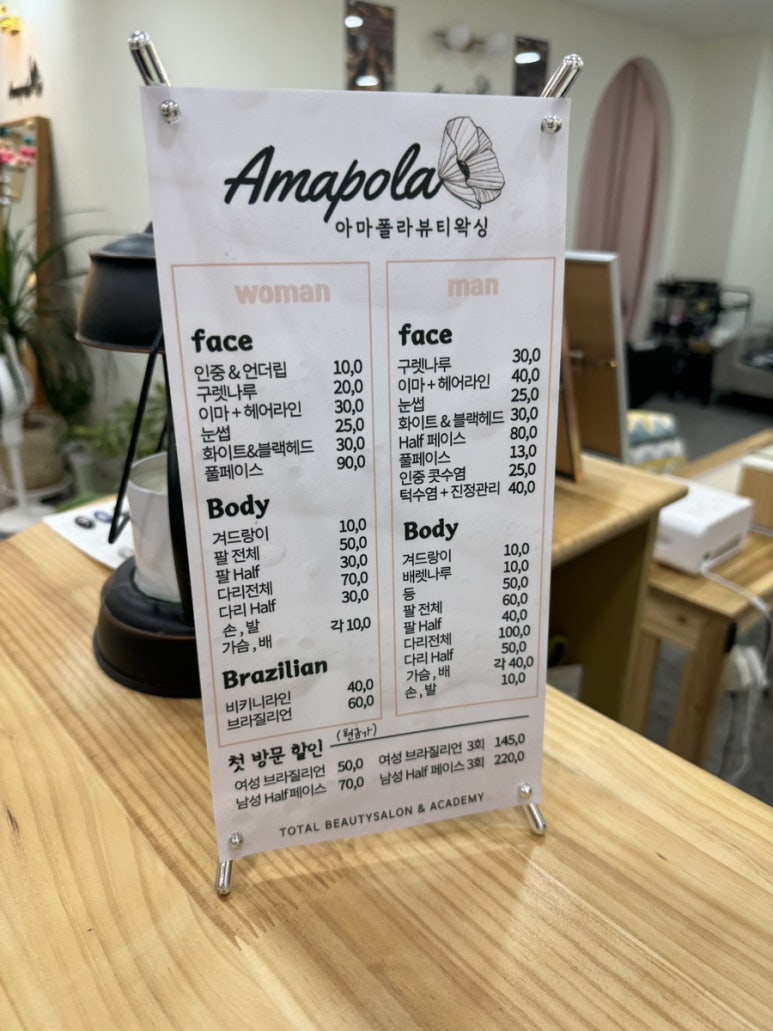 Amapola
아마폴라뷰티왁싱
woman
face
인중 & 언더립 10,0
구렛나루 20,0
이마 + 헤어라인 30,0
눈썹 25,0
화이트&블랙헤드 30,0
풀페이스 90,0
Body
겨드랑이 10,0
팔 전체 50,0
팔 Half 30,0
다리전체 70,0
다리 Half 30,0
손 , 발 각 10,0
가슴 , 배
Brazilian
비키니라인 40,0
브라질리언 60,0
man
face
구렛나루 30,0
이마 + 헤어라인 40,0
눈썹 25,0
화이트 & 블랙헤드 30,0
Half 페이스 80,0
풀페이스 13,0
인중 콧수염 25,0
턱수염 + 진정관리 40,0
Body
겨드랑이 10,0
배렛나루 10,0
등 50,0
팔 전체 60,0
팔 Half 40,0
다리전체 100,0
다리 Half 50,0
가슴 , 배 각 40,0
손 , 발 10,0
첫 방문 할인 (현금가)
여성 브라질리언 50,0 여성 브라질리언 3회 145,0
남성 Half페이스 70,0 남성 Half 페이스 3회 220,0
TOTAL BEAUTYSALON & ACADEMY